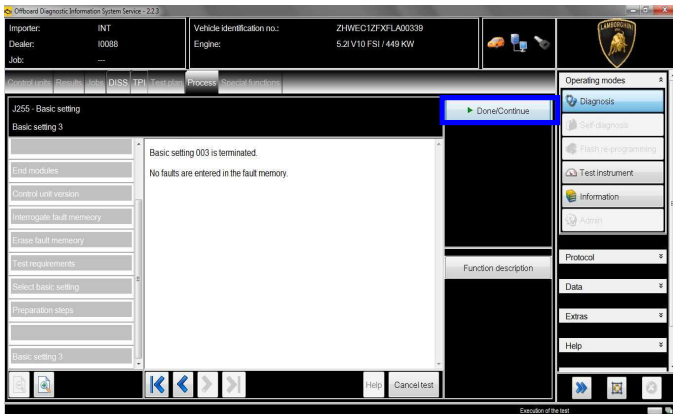 Offboard Diagnostic Information System Service - 2.2.3
Importer: INT
Dealer: I0088
Job: ---
Vehicle identification no.: ZHWEC1ZFXFLA00339
Engine: 5.2l V10 FSI / 449 KW
LAMBORGHINI
Control units Results Jobs DISS TPI Test plan Process Special functions
J255 - Basic setting
Basic setting 3
Done/Continue
End modules
Control unit version
Interrogate fault memeory
Erase fault memeory
Test requirements
Select basic setting
Preparation steps
Basic setting 3
Basic setting 003 is terminated.
No faults are entered in the fault memory.
Function description
Help
Cancel test
Operating modes
Diagnosis
Self-diagnosis
Flash re-programming
Test instrument
Information
Admin
Protocol
Data
Extras
Help
Execution of the test